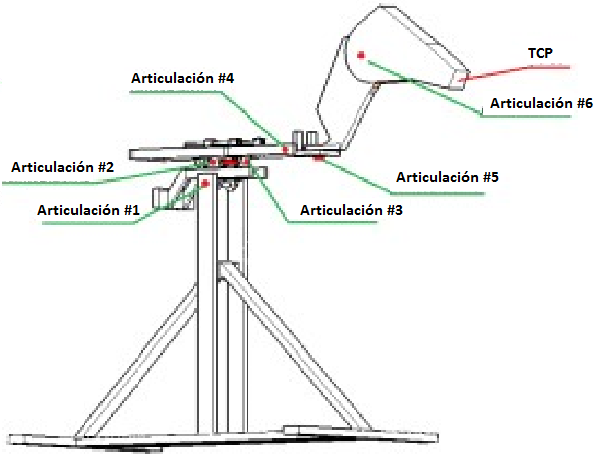 TCP
Articulación #4
Articulación #6
Articulación #2
Articulación #5
Articulación #1
Articulación #3